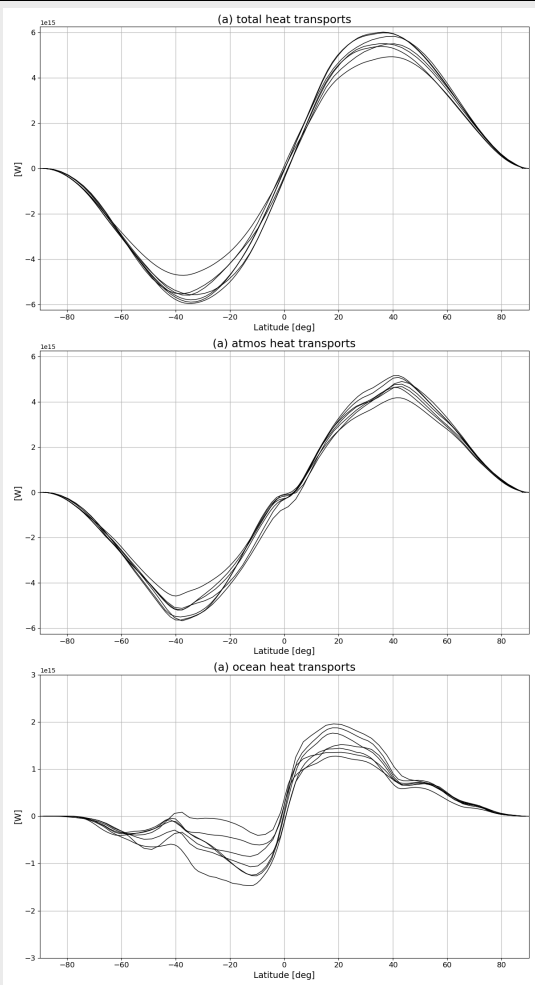 (a) total heat transports
1e15
6
4
2
0
−2
−4
−6
[W]
−80 −60 −40 −20 0 20 40 60 80
Latitude [deg]
(a) atmos heat transports
1e15
6
4
2
0
−2
−4
−6
[W]
−80 −60 −40 −20 0 20 40 60 80
Latitude [deg]
(a) ocean heat transports
1e15
3
2
1
0
−1
−2
−3
[W]
−80 −60 −40 −20 0 20 40 60 80
Latitude [deg]